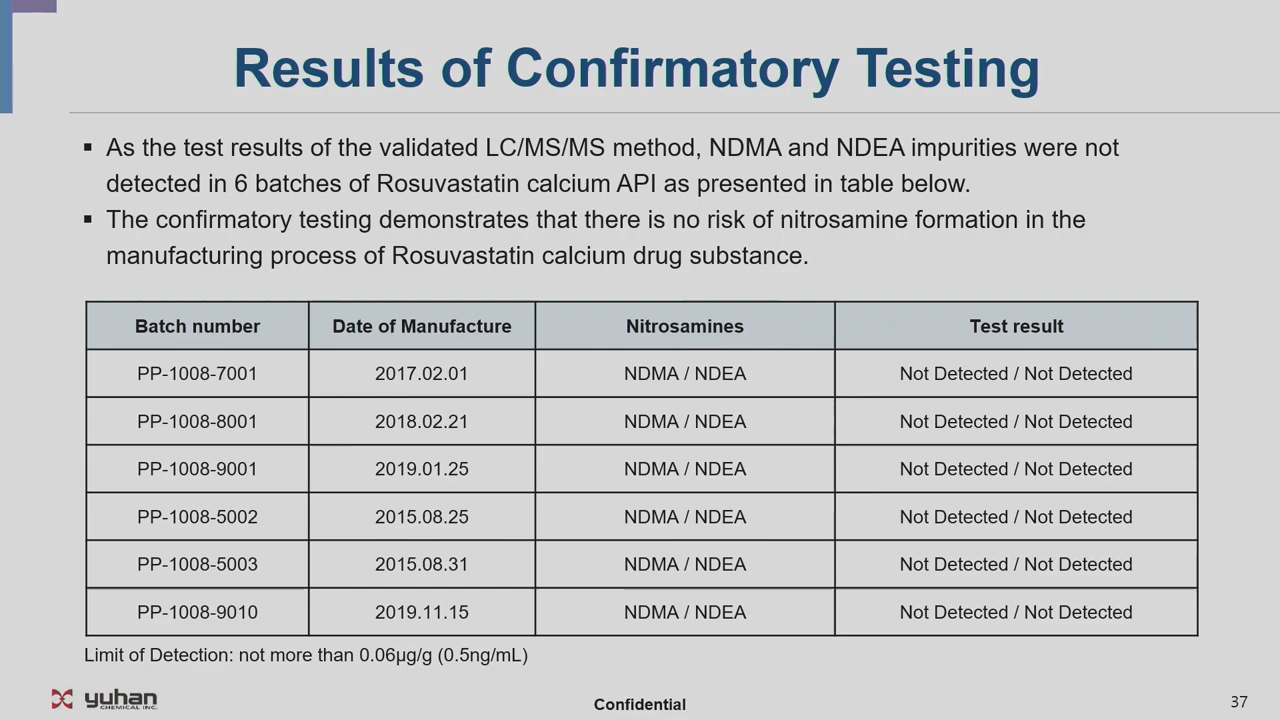 Results of Confirmatory Testing
▪ As the test results of the validated LC/MS/MS method, NDMA and NDEA impurities were not
detected in 6 batches of Rosuvastatin calcium API as presented in table below.
▪ The confirmatory testing demonstrates that there is no risk of nitrosamine formation in the
manufacturing process of Rosuvastatin calcium drug substance.
Batch number Date of Manufacture Nitrosamines Test result
PP-1008-7001 2017.02.01 NDMA / NDEA Not Detected / Not Detected
PP-1008-8001 2018.02.21 NDMA / NDEA Not Detected / Not Detected
PP-1008-9001 2019.01.25 NDMA / NDEA Not Detected / Not Detected
PP-1008-5002 2015.08.25 NDMA / NDEA Not Detected / Not Detected
PP-1008-5003 2015.08.31 NDMA / NDEA Not Detected / Not Detected
PP-1008-9010 2019.11.15 NDMA / NDEA Not Detected / Not Detected
Limit of Detection: not more than 0.06μg/g (0.5ng/mL)
yuhan
CHEMICAL INC.
Confidential
37